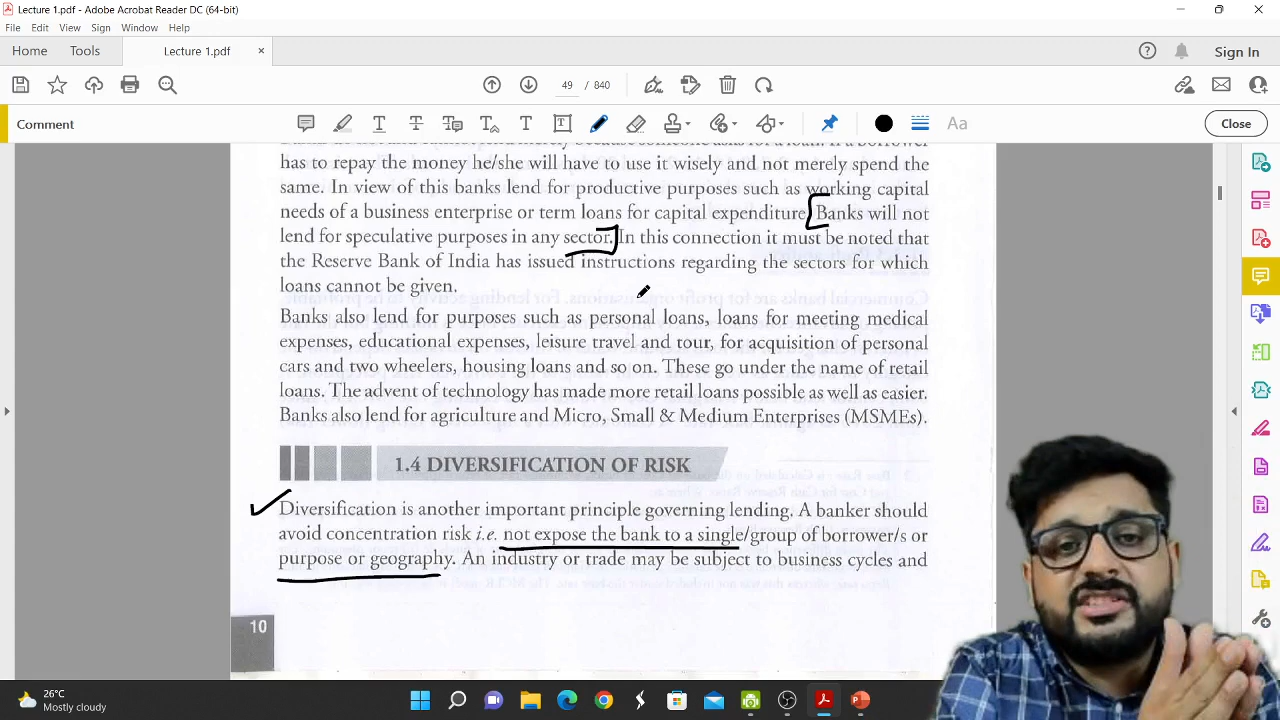 Lecture 1.pdf - Adobe Acrobat Reader DC (64-bit)
File Edit View Sign Window Help
Home Tools Lecture 1.pdf × Sign In
49 / 840
Comment Aa Close
has to repay the money he/she will have to use it wisely and not merely spend the
same. In view of this banks lend for productive purposes such as working capital
needs of a business enterprise or term loans for capital expenditure. Banks will not
lend for speculative purposes in any sector. In this connection it must be noted that
the Reserve Bank of India has issued instructions regarding the sectors for which
loans cannot be given.
Banks also lend for purposes such as personal loans, loans for meeting medical
expenses, educational expenses, leisure travel and tour, for acquisition of personal
cars and two wheelers, housing loans and so on. These go under the name of retail
loans. The advent of technology has made more retail loans possible as well as easier.
Banks also lend for agriculture and Micro, Small & Medium Enterprises (MSMEs).
1.4 DIVERSIFICATION OF RISK
Diversification is another important principle governing lending. A banker should
avoid concentration risk i.e. not expose the bank to a single/group of borrower/s or
purpose or geography. An industry or trade may be subject to business cycles and
10
26°C
Mostly cloudy